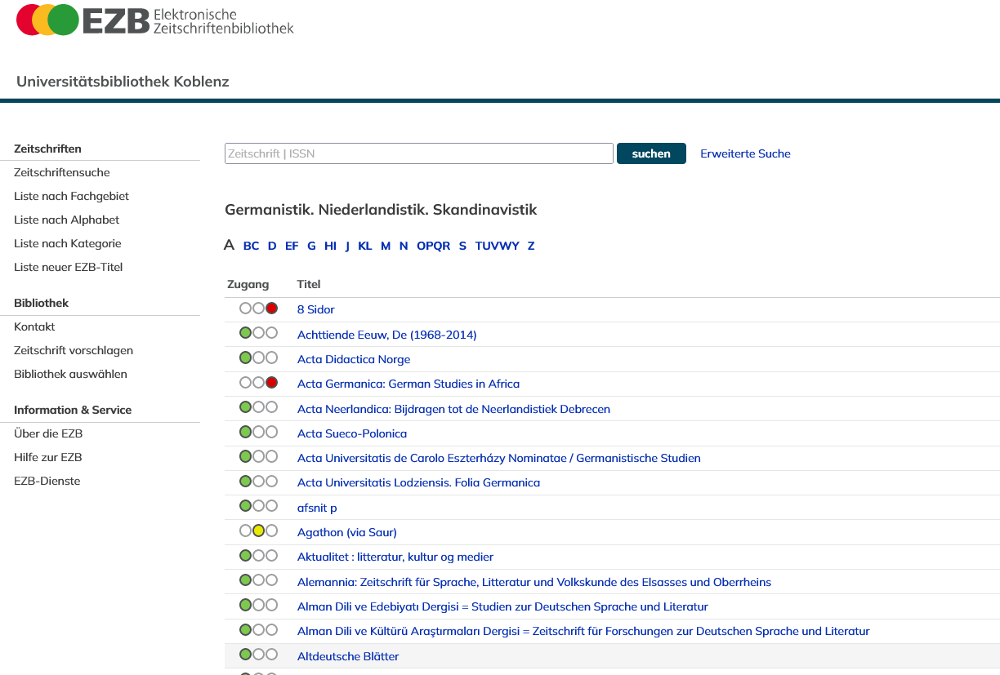 EZB Elektronische
Zeitschriftenbibliothek
Universitätsbibliothek Koblenz
Zeitschriften
Zeitschriftensuche
Liste nach Fachgebiet
Liste nach Alphabet
Liste nach Kategorie
Liste neuer EZB-Titel
Bibliothek
Kontakt
Zeitschrift vorschlagen
Bibliothek auswählen
Information & Service
Über die EZB
Hilfe zur EZB
EZB-Dienste
Zeitschrift | ISSN suchen Erweiterte Suche
Germanistik. Niederlandistik. Skandinavistik
A BC D EF G HI J KL M N OPQR S TUVWY Z
Zugang Titel
8 Sidor
Achttiende Eeuw, De (1968-2014)
Acta Didactica Norge
Acta Germanica: German Studies in Africa
Acta Neerlandica: Bijdragen tot de Neerlandistiek Debrecen
Acta Sueco-Polonica
Acta Universitatis de Carolo Eszterházy Nominatae / Germanistische Studien
Acta Universitatis Lodziensis. Folia Germanica
afsnit p
Agathon (via Saur)
Aktualitet : litteratur, kultur og medier
Alemannia: Zeitschrift für Sprache, Litteratur und Volkskunde des Elsasses und Oberrheins
Alman Dili ve Edebiyatı Dergisi = Studien zur Deutschen Sprache und Literatur
Alman Dili ve Kültürü Araştırmaları Dergisi = Zeitschrift für Forschungen zur Deutschen Sprache und Literatur
Altdeutsche Blätter